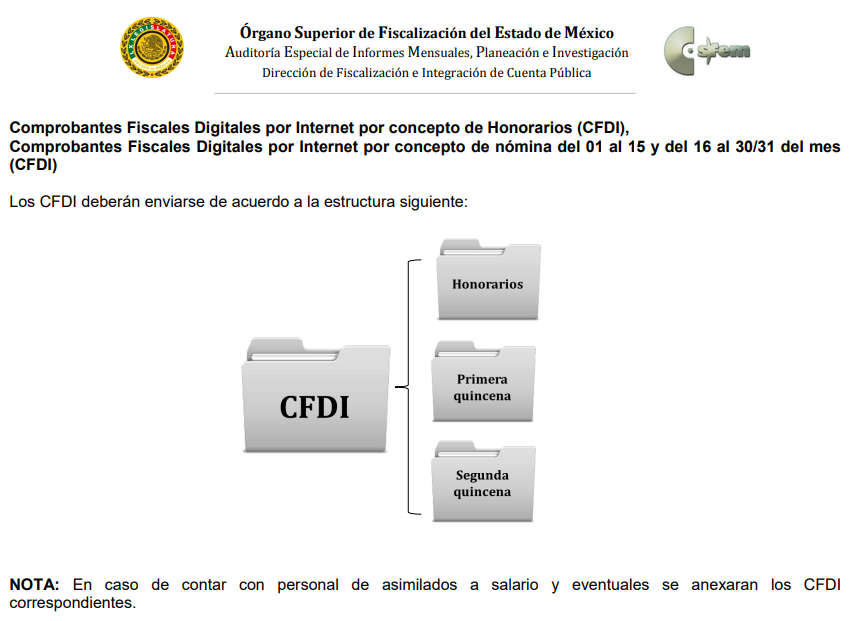 Órgano Superior de Fiscalización del Estado de México
Auditoría Especial de Informes Mensuales, Planeación e Investigación
Dirección de Fiscalización e Integración de Cuenta Pública
osfem
Comprobantes Fiscales Digitales por Internet por concepto de Honorarios (CFDI),
Comprobantes Fiscales Digitales por Internet por concepto de nómina del 01 al 15 y del 16 al 30/31 del mes
(CFDI)
Los CFDI deberán enviarse de acuerdo a la estructura siguiente:
Honorarios
CFDI
Primera
quincena
Segunda
quincena
NOTA: En caso de contar con personal de asimilados a salario y eventuales se anexaran los CFDI
correspondientes.